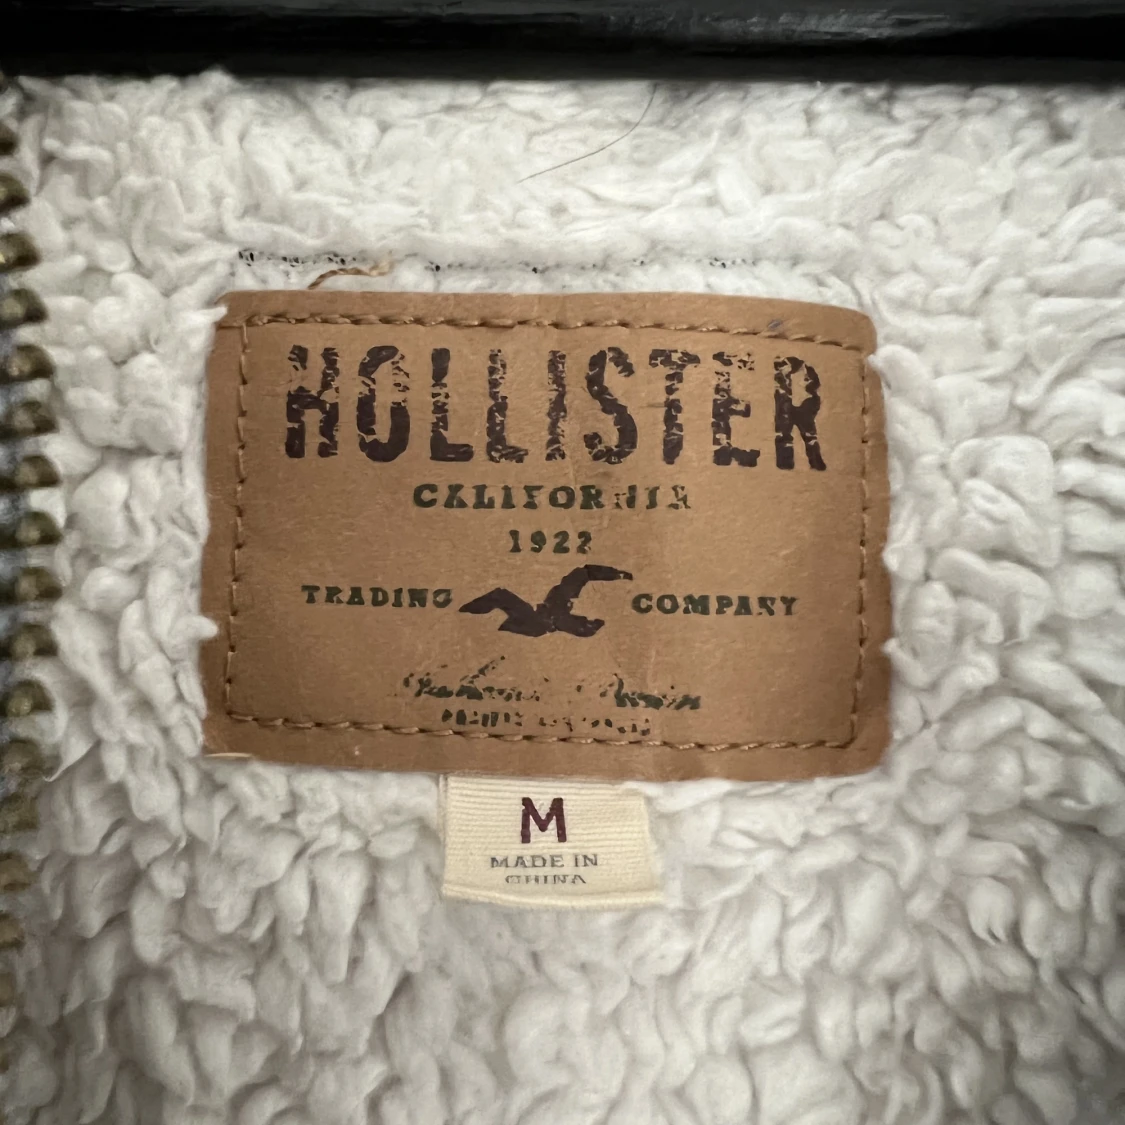 HOLLISTER
CALIFORNIA
1922
TRADING COMPANY
M
MADE IN
CHINA